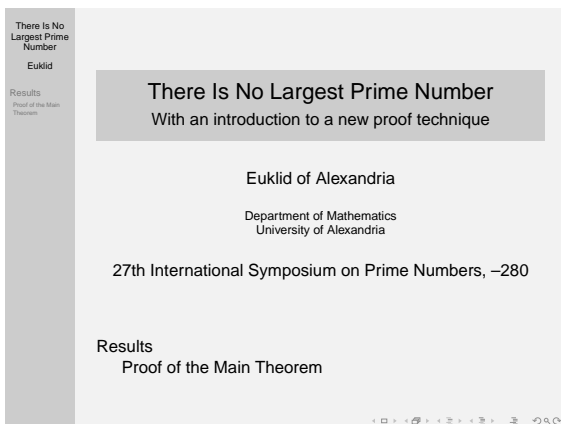 There Is No
Largest Prime
Number
Euklid
Results
Proof of the Main
Theorem
There Is No Largest Prime Number
With an introduction to a new proof technique
Euklid of Alexandria
Department of Mathematics
University of Alexandria
27th International Symposium on Prime Numbers, –280
Results
Proof of the Main Theorem